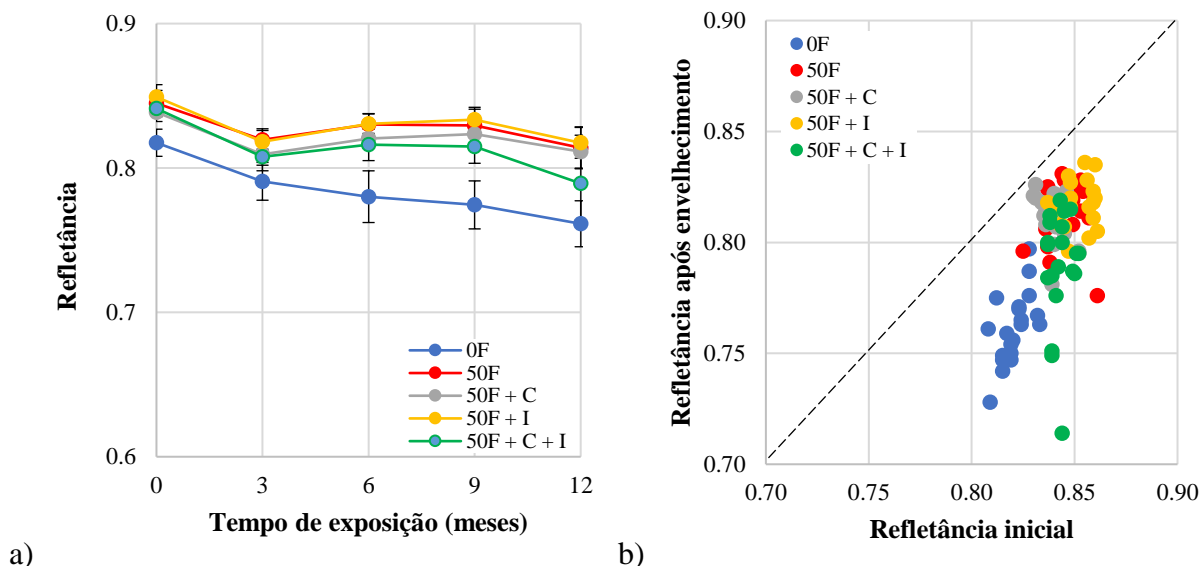 0.9
0.8
0.7
0.6
Refletância
0F
50F
50F + C
50F + I
50F + C + I
0 3 6 9 12
Tempo de exposição (meses)
a)
0.90
0.85
0.80
0.75
0.70
Refletância após envelhecimento
0F
50F
50F + C
50F + I
50F + C + I
0.70 0.75 0.80 0.85 0.90
Refletância inicial
b)